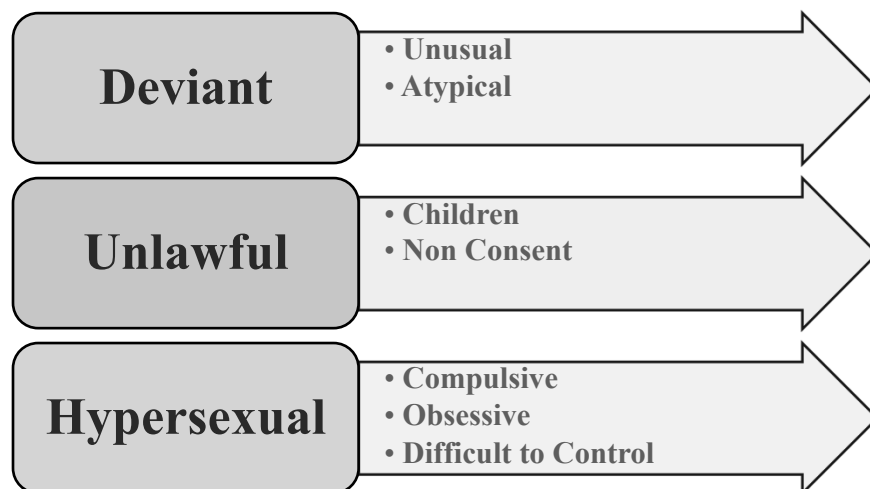 Deviant
• Unusual
• Atypical
Unlawful
• Children
• Non Consent
Hypersexual
• Compulsive
• Obsessive
• Difficult to Control